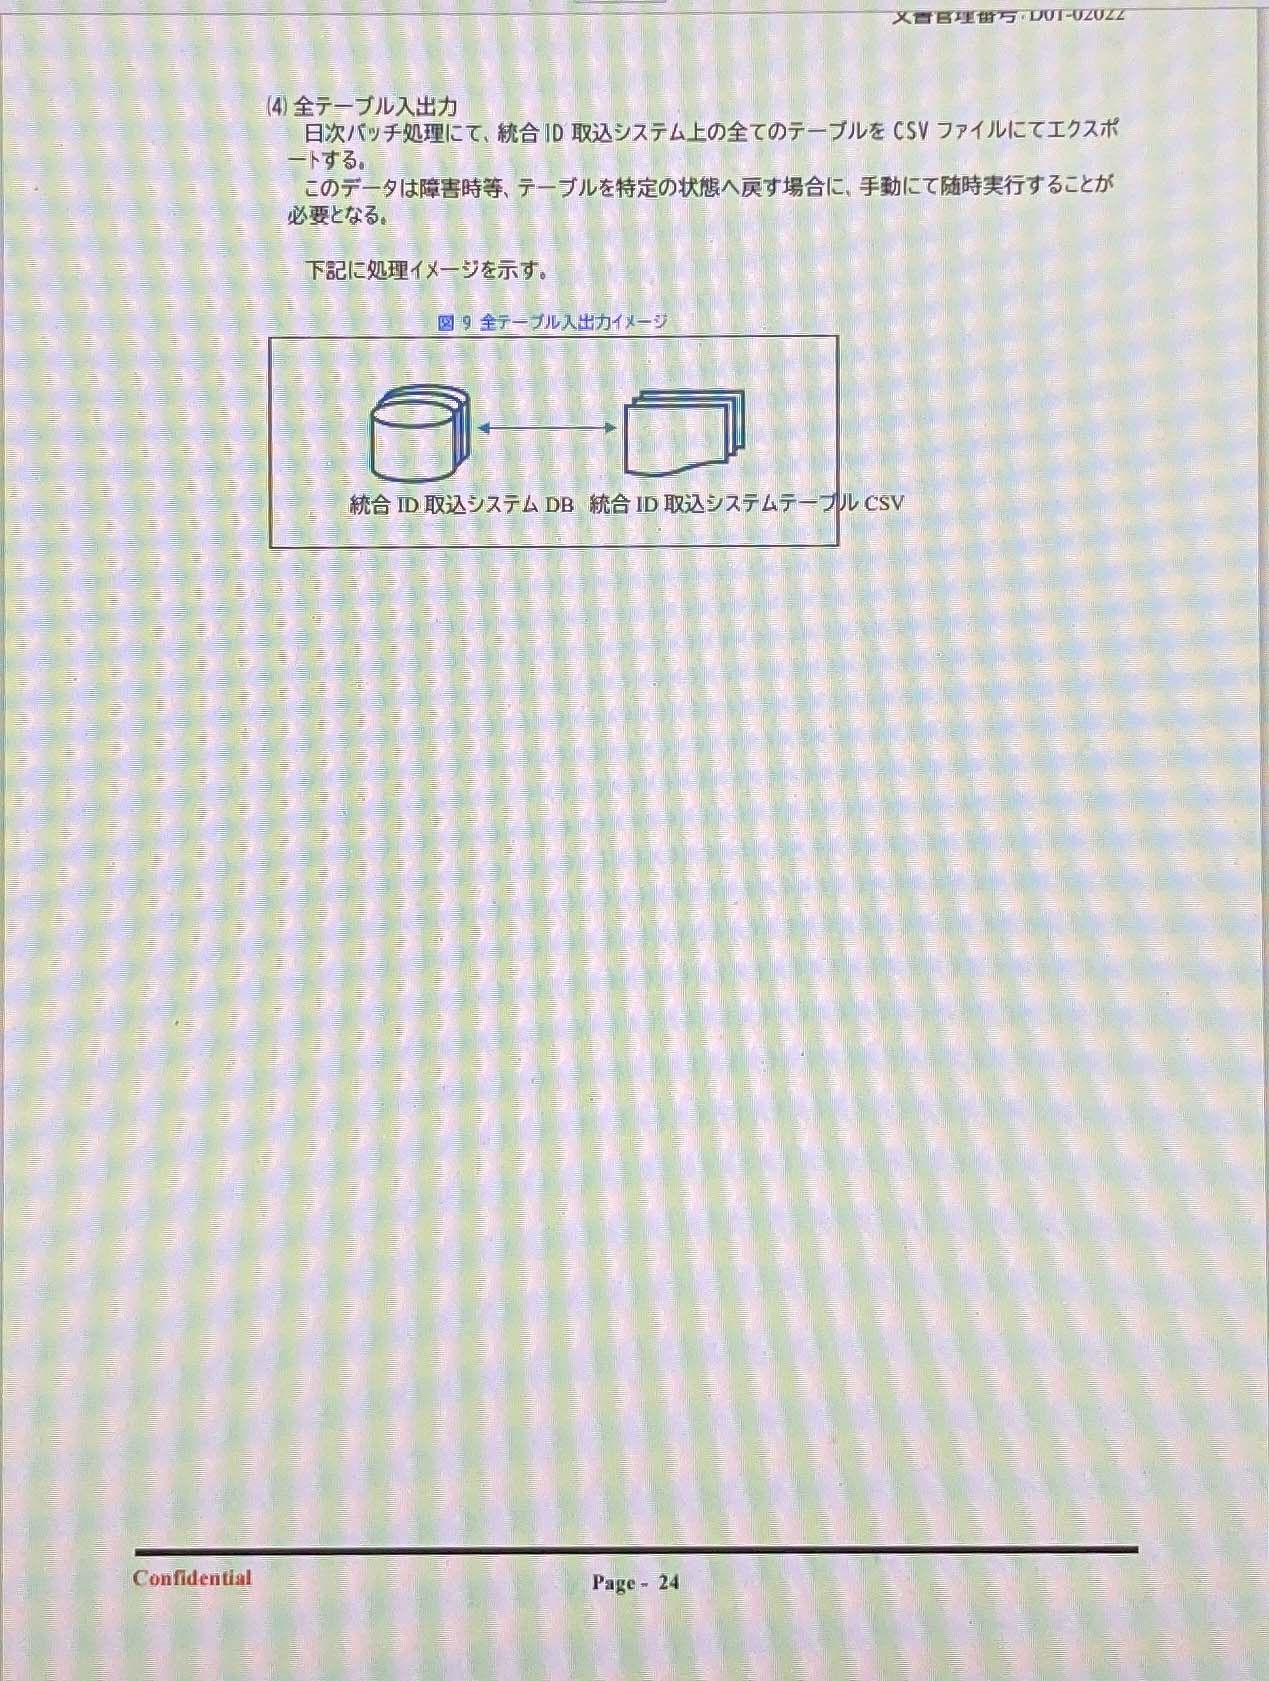 文書管理番号：D01-02022
(4) 全テーブル入出力
日次バッチ処理にて、統合 ID 取込システム上の全てのテーブルを CSV ファイルにてエクスポ
ートする。
このデータは障害時等、テーブルを特定の状態へ戻す場合に、手動にて随時実行することが
必要となる。
下記に処理イメージを示す。
図 9 全テーブル入出力イメージ
統合 ID 取込システム DB 統合 ID 取込システムテーブル CSV
Confidential
Page - 24